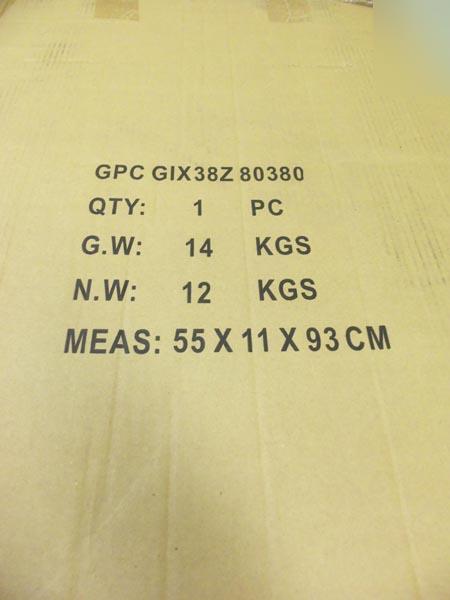 GPC GIX38Z 80380
QTY: 1 PC
G.W: 14 KGS
N.W: 12 KGS
MEAS: 55 X 11 X 93 CM